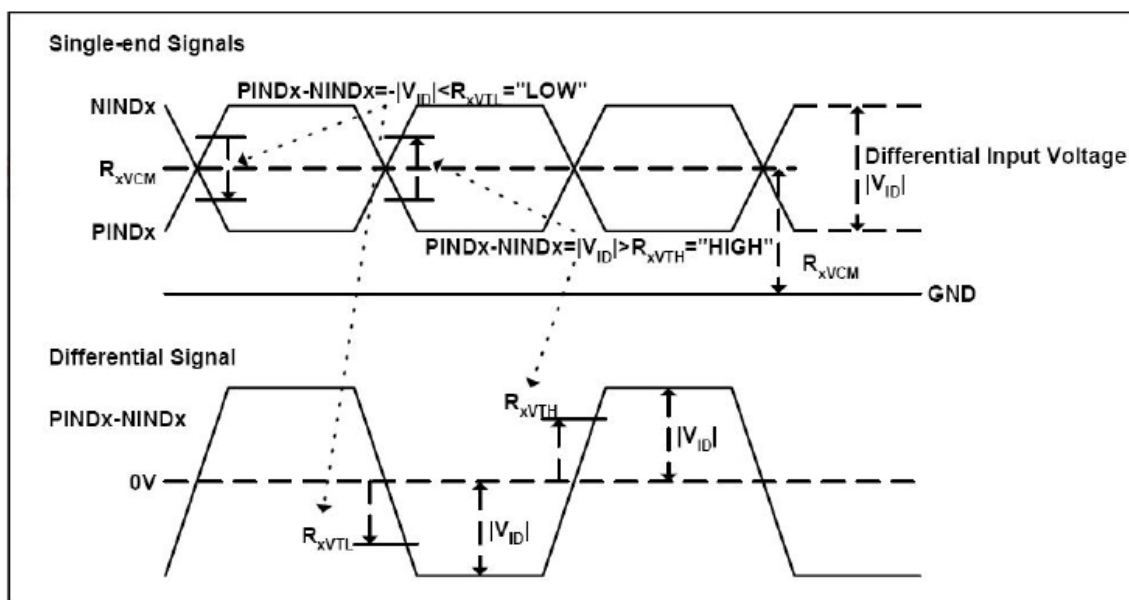 Single-end Signals
PINDx-NINDx=-|VID|<RxVTL="LOW"
NINDx
RxVCM
Differential Input Voltage
|VID|
PINDx
PINDx-NINDx=|VID|>RxVTH="HIGH"
RxVCM
GND
Differential Signal
RxVTH
PINDx-NINDx
|VID|
0V
RxVTL
|VID|